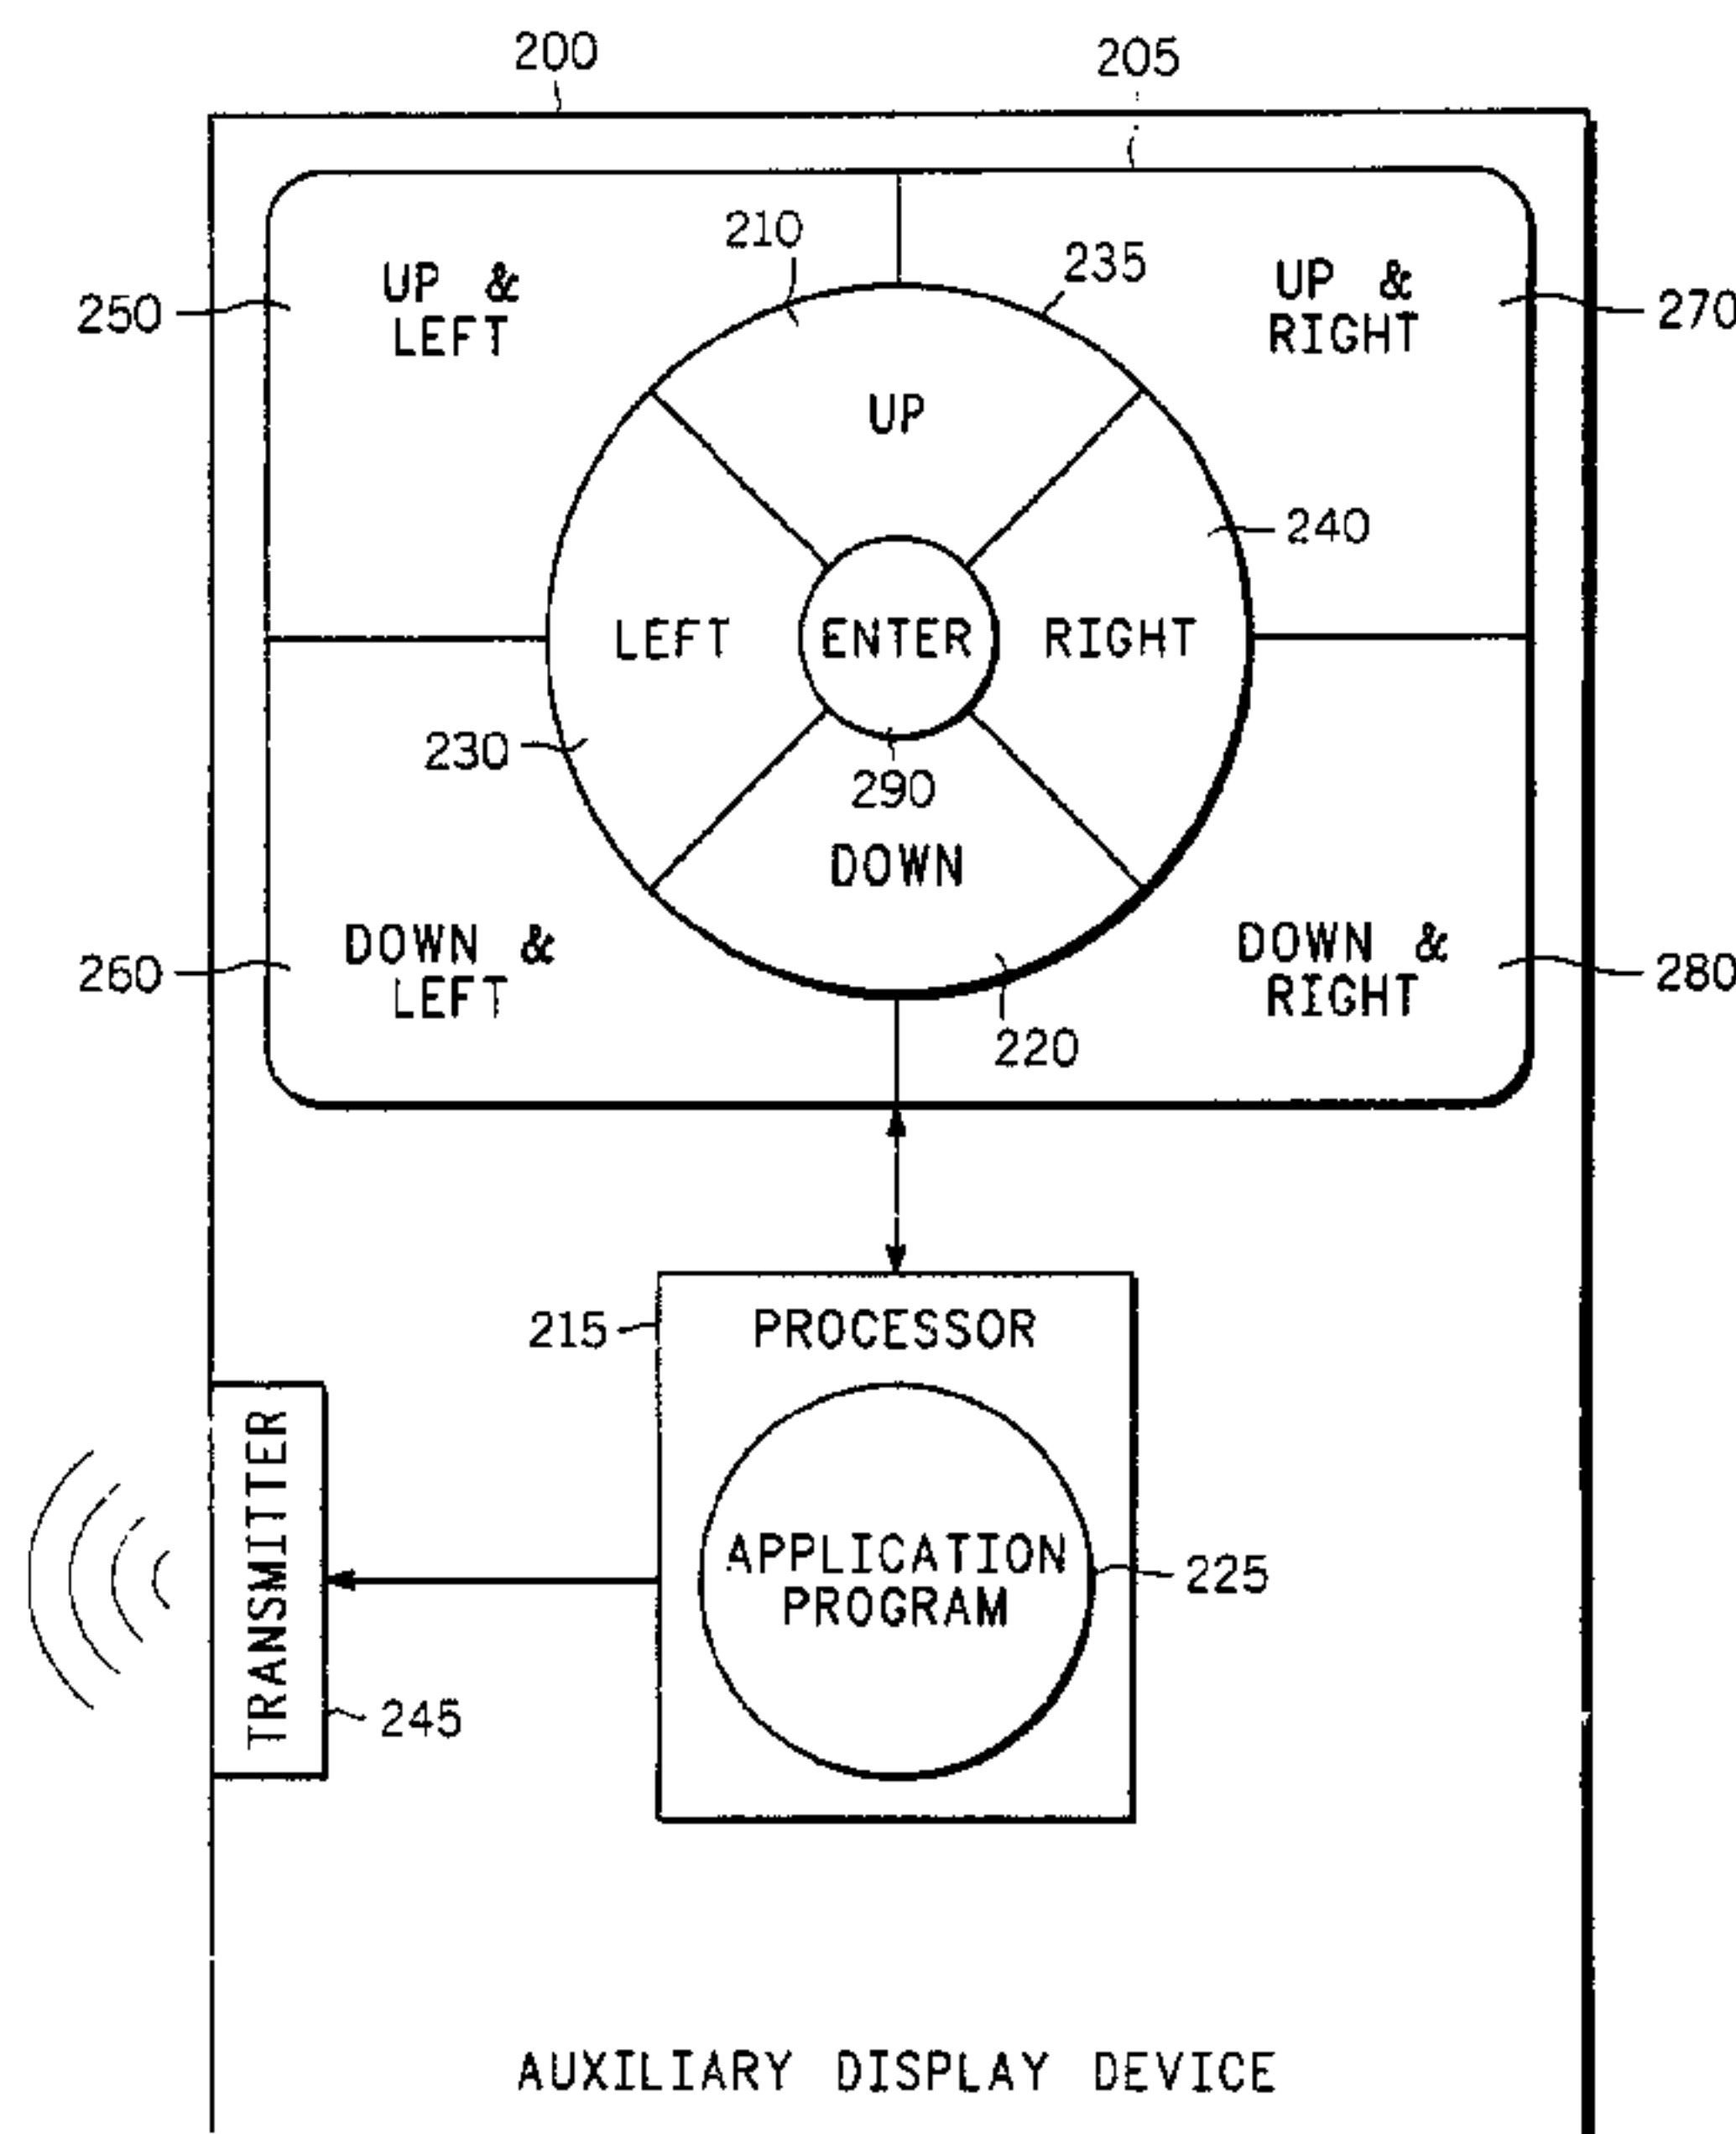 200
205
210
235
UP &
LEFT
UP &
RIGHT
250
270
UP
240
LEFT
ENTER
RIGHT
230
290
DOWN
DOWN &
LEFT
DOWN &
RIGHT
260
280
220
215
PROCESSOR
TRANSMITTER
APPLICATION
PROGRAM
225
245
AUXILIARY DISPLAY DEVICE